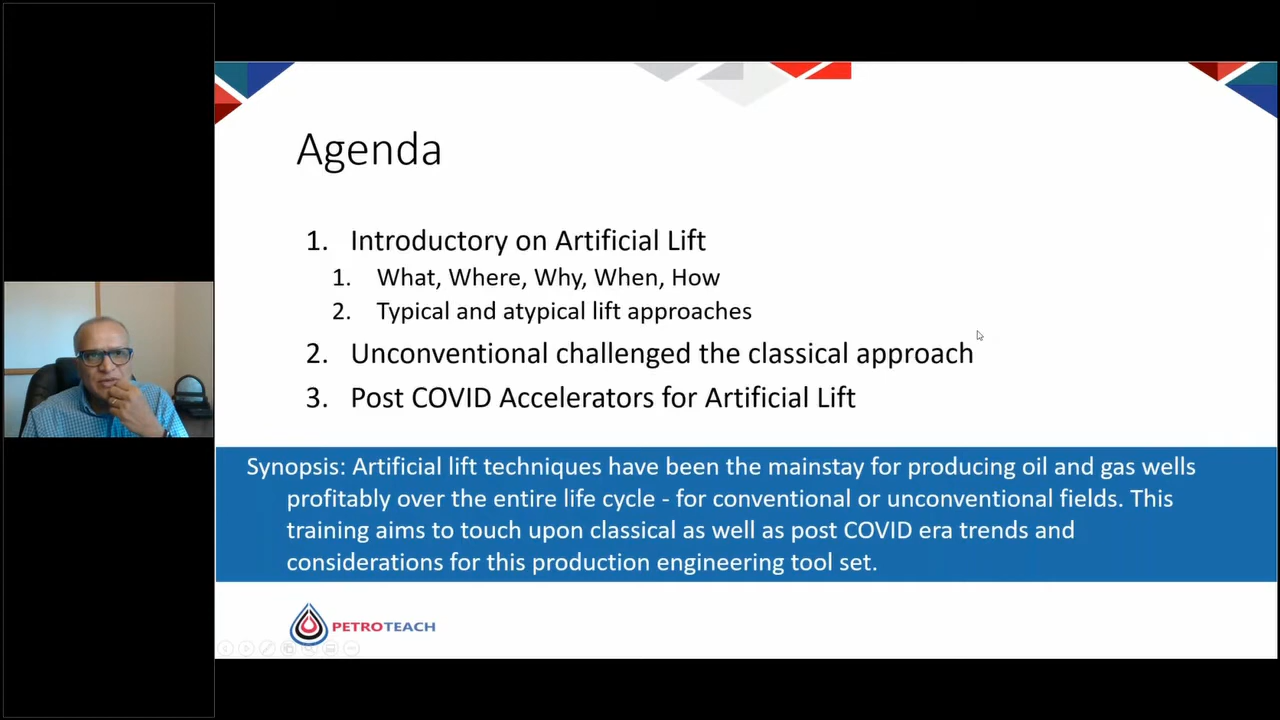 Agenda
1. Introductory on Artificial Lift
1. What, Where, Why, When, How
2. Typical and atypical lift approaches
2. Unconventional challenged the classical approach
3. Post COVID Accelerators for Artificial Lift
Synopsis: Artificial lift techniques have been the mainstay for producing oil and gas wells
profitably over the entire life cycle - for conventional or unconventional fields. This
training aims to touch upon classical as well as post COVID era trends and
considerations for this production engineering tool set.
PETROTEACH